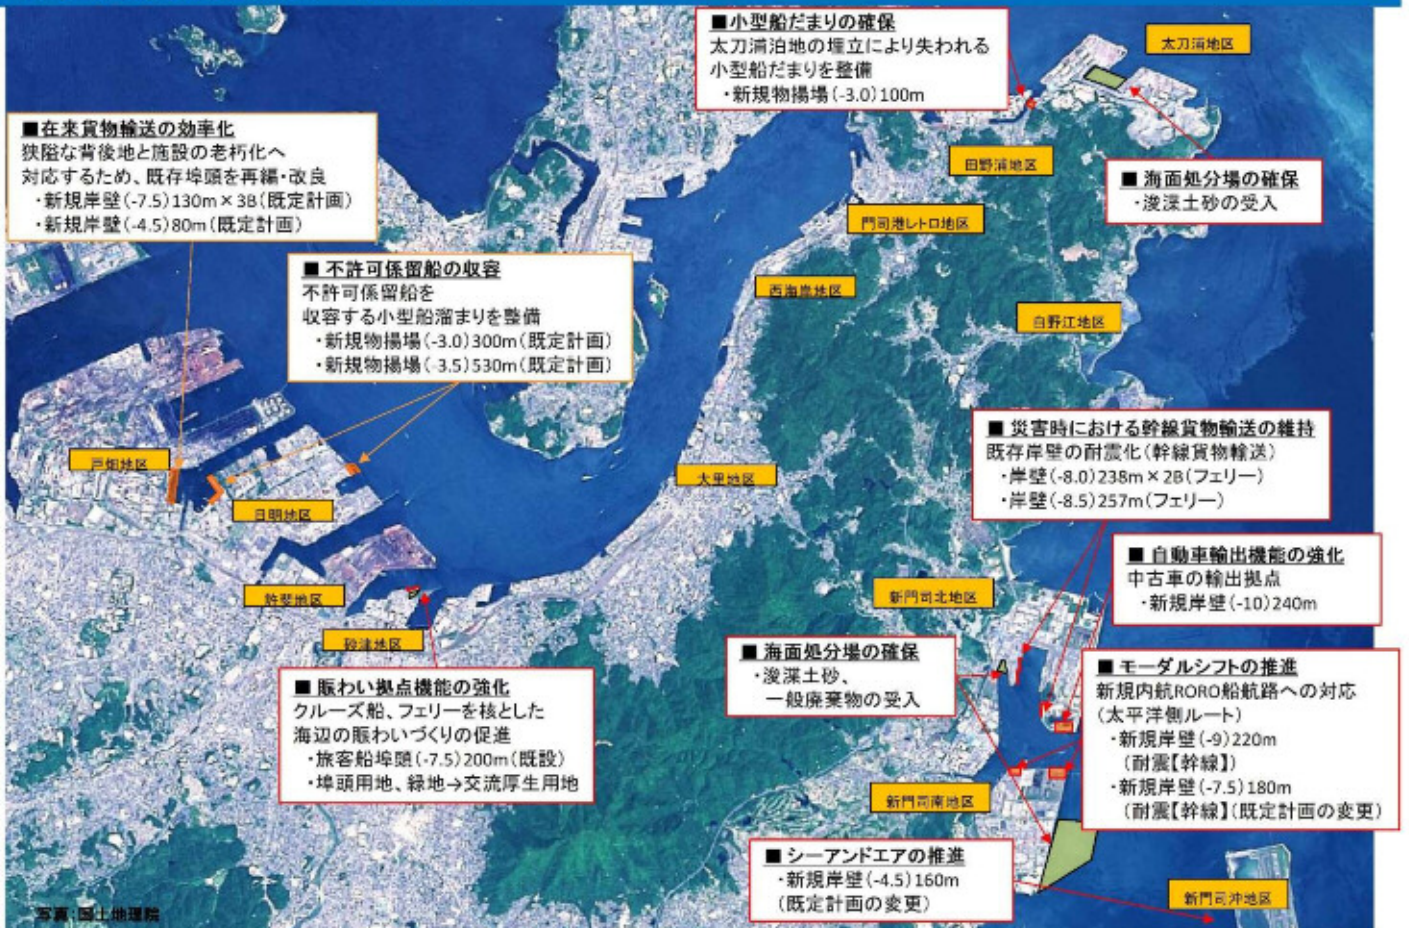 ■小型船だまりの確保
太刀浦泊地の埋立により失われる
小型船だまりを整備
・新規物揚場(-3.0)100m
太刀浦地区
■在来貨物輸送の効率化
狭隘な背後地と施設の老朽化へ
対応するため、既存埠頭を再編・改良
・新規岸壁(-7.5)130m×3B(既定計画)
・新規岸壁(-4.5)80m(既定計画)
田野浦地区
■ 海面処分場の確保
・浚渫土砂の受入
門司港レトロ地区
■ 不許可係留船の収容
不許可係留船を
収容する小型船溜まりを整備
・新規物揚場(-3.0)300m(既定計画)
・新規物揚場(-3.5)530m(既定計画)
西海岸地区
白野江地区
■ 災害時における幹線貨物輸送の維持
既存岸壁の耐震化(幹線貨物輸送)
・岸壁(-8.0)238m×2B(フェリー)
・岸壁(-8.5)257m(フェリー)
戸畑地区
大里地区
日明地区
■ 自動車輸出機能の強化
中古車の輸出拠点
・新規岸壁(-10)240m
許斐地区
新門司北地区
砂津地区
■ 海面処分場の確保
・浚渫土砂、
一般廃棄物の受入
■ モーダルシフトの推進
新規内航RORO船航路への対応
(太平洋側ルート)
・新規岸壁(-9)220m
(耐震【幹線】)
・新規岸壁(-7.5)180m
(耐震【幹線】)(既定計画の変更)
■ 賑わい拠点機能の強化
クルーズ船、フェリーを核とした
海辺の賑わいづくりの促進
・旅客船埠頭(-7.5)200m(既設)
・埠頭用地、緑地→交流厚生用地
新門司南地区
■ シーアンドエアの推進
・新規岸壁(-4.5)160m
(既定計画の変更)
新門司沖地区
写真:国土地理院